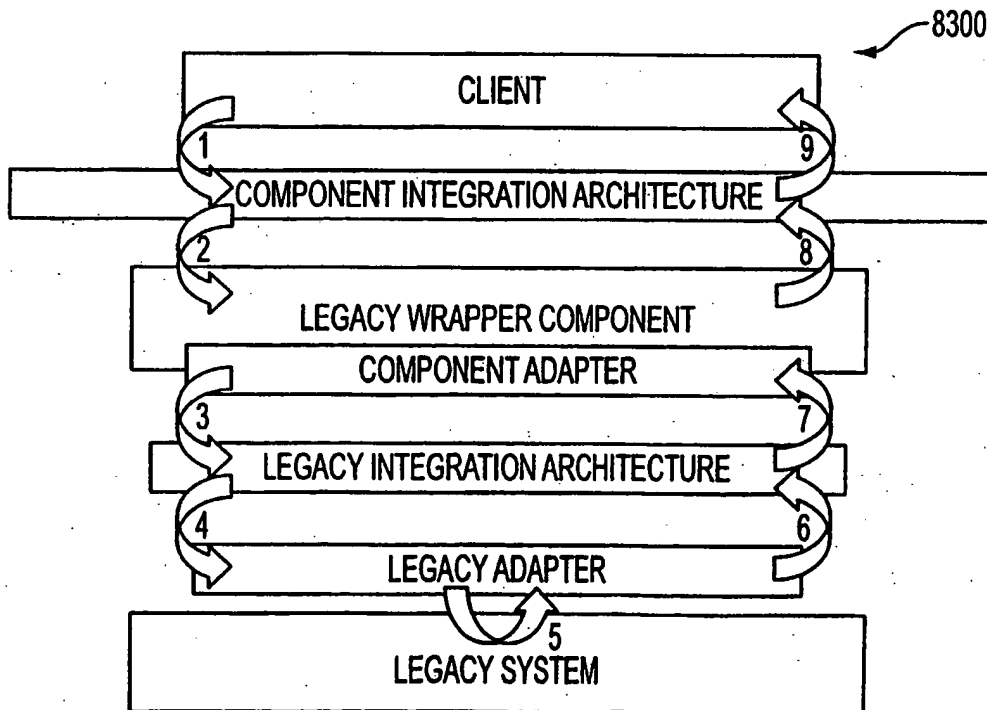 8300
CLIENT
1
9
COMPONENT INTEGRATION ARCHITECTURE
2
8
LEGACY WRAPPER COMPONENT
COMPONENT ADAPTER
3
7
LEGACY INTEGRATION ARCHITECTURE
4
6
LEGACY ADAPTER
5
LEGACY SYSTEM